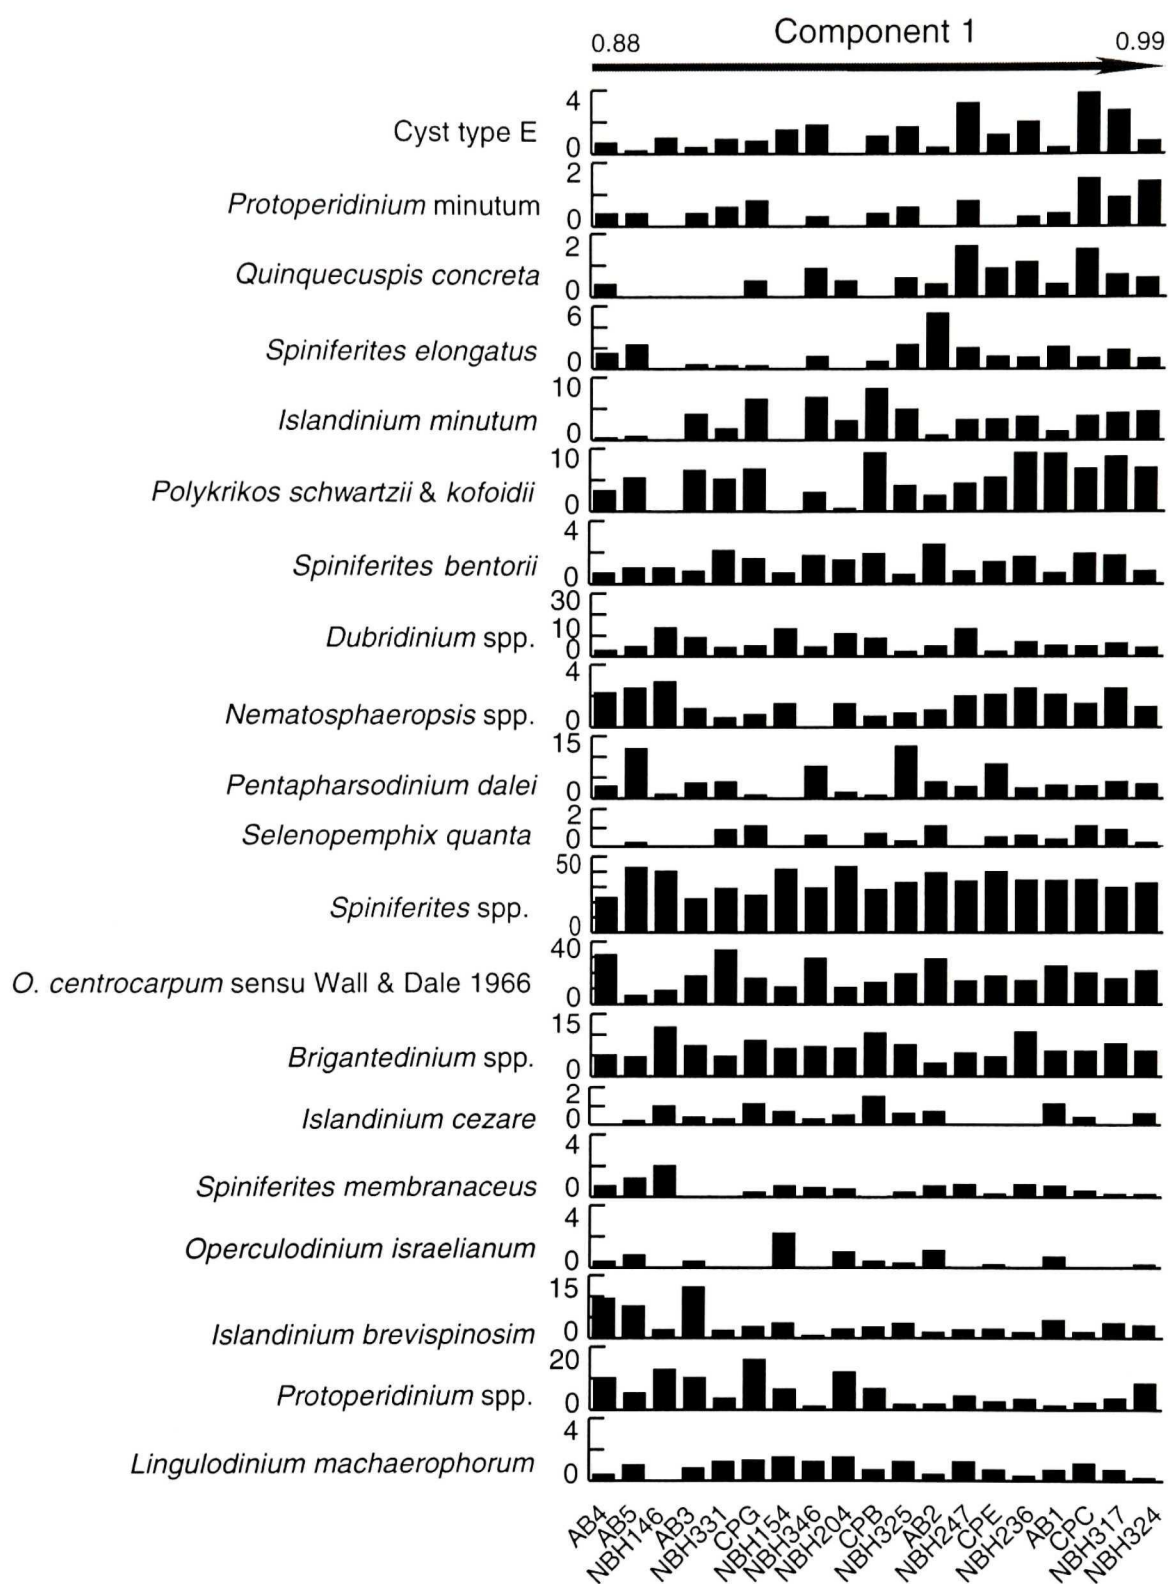 Component 1
0.88 0.99
4
Cyst type E
0
2
Protoperidinium minutum
0
2
Quinquecuspis concreta
0
6
Spiniferites elongatus
0
10
Islandinium minutum
0
10
Polykrikos schwartzii & kofoidii
0
4
Spiniferites bentorii
0
30
10
Dubridinium spp.
0
4
Nematosphaeropsis spp.
0
15
Pentapharsodinium dalei
0
2
Selenopemphix quanta
0
50
Spiniferites spp.
0
40
O. centrocarpum sensu Wall & Dale 1966
0
15
Brigantedinium spp.
0
2
Islandinium cezare
0
4
Spiniferites membranaceus
0
4
Operculodinium israelianum
0
15
Islandinium brevispinosim
0
20
Protoperidinium spp.
0
4
Lingulodinium machaerophorum
0
AB4
AB5
NBH146
AB3
NBH331
CPG
NBH154
NBH346
NBH204
CPB
NBH325
AB2
NBH247
CPE
NBH236
AB1
CPC
NBH317
NBH324